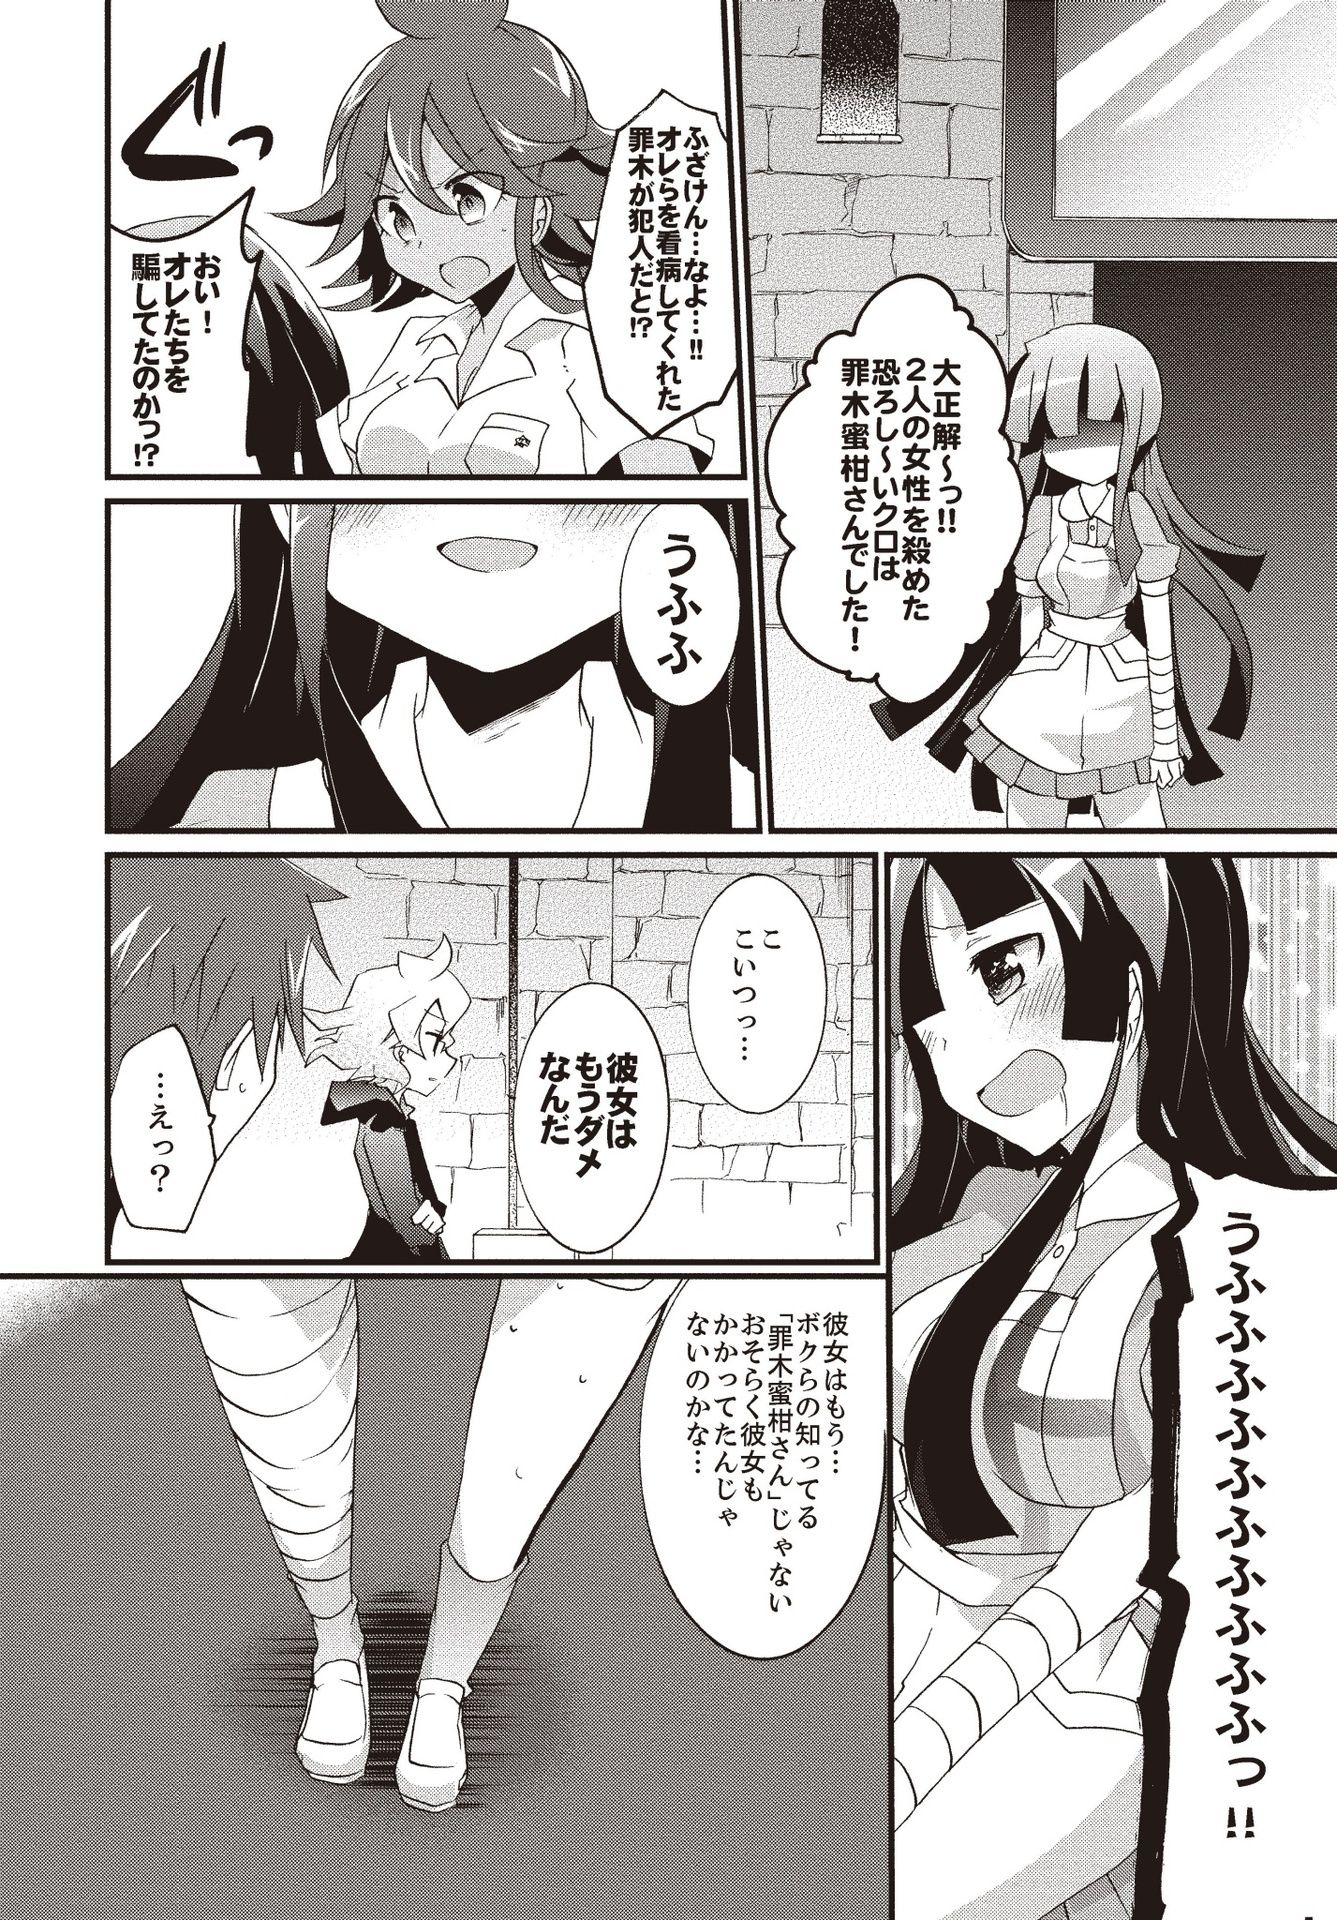 大正解〜っ!!
2人の女性を殺めた
恐ろし〜いクロは
罪木蜜柑さんでした!
ふざけん…なよ…!!
オレらを看病してくれた
罪木が犯人だと!?
ぐっ
おい!
オレたちを
騙してたのかっ!?
うふふ
うふふふふふふふふっ!!
こ
こいつっ…
彼女は
もうダメ
なんだ
…えっ?
彼女はもう…
ボクらの知ってる
「罪木蜜柑さん」じゃない
おそらく彼女も
かかってたんじゃ
ないのかな…